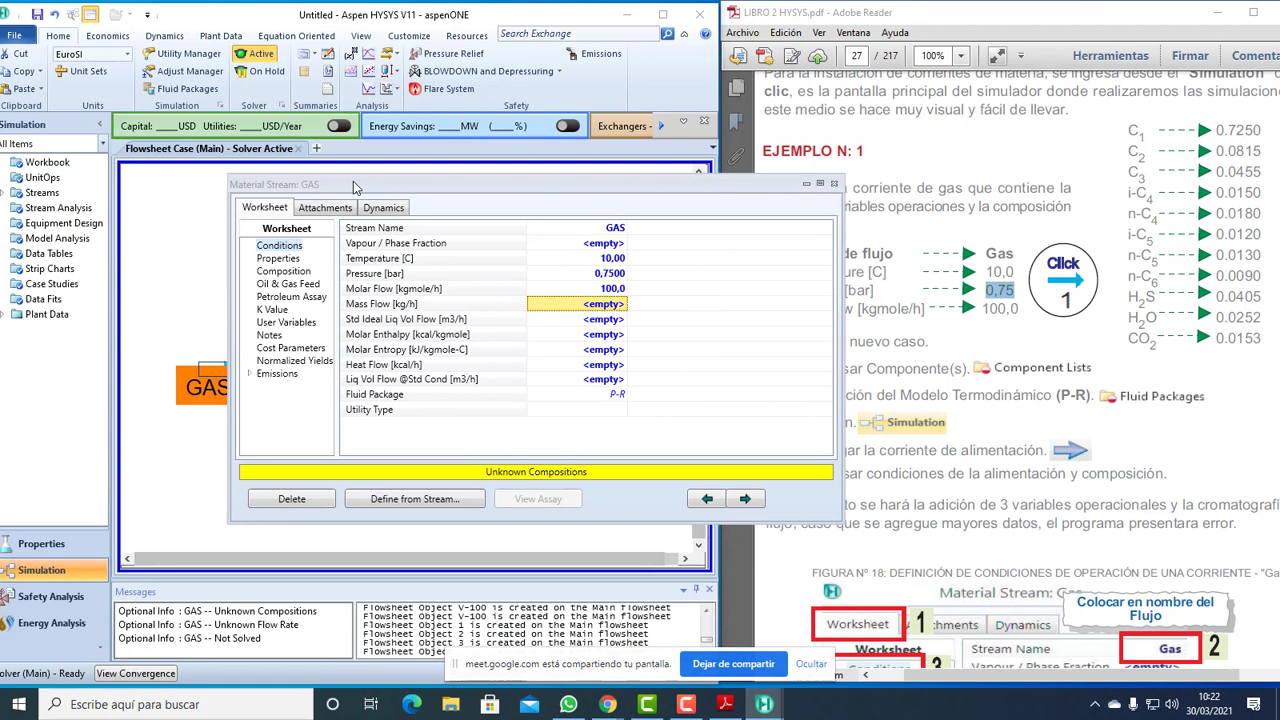 Untitled - Aspen HYSYS V11 - aspenONE
File
Home
Economics
Dynamics
Plant Data
Equation Oriented
View
Customize
Resources
Search Exchange
Cut
Copy
Paste
Clipboard
EuroSI
Unit Sets
Units
Utility Manager
Adjust Manager
Fluid Packages
Simulation
Active
On Hold
Solver
Summaries
Analysis
Pressure Relief
BLOWDOWN and Depressuring
Flare System
Safety
Emissions
Simulation
Capital: ____USD Utilities: ____USD/Year
Energy Savings: ____MW (____%)
Exchangers -
All Items
Flowsheet Case (Main) - Solver Active
Workbook
UnitOps
Streams
Stream Analysis
Equipment Design
Model Analysis
Data Tables
Strip Charts
Case Studies
Data Fits
Plant Data
Properties
Simulation
Safety Analysis
Energy Analysis
GAS
Material Stream: GAS
Worksheet
Attachments
Dynamics
Worksheet
Conditions
Properties
Composition
Oil & Gas Feed
Petroleum Assay
K Value
User Variables
Notes
Cost Parameters
Normalized Yields
Emissions
Stream Name GAS
Vapour / Phase Fraction <empty>
Temperature [C] 10,00
Pressure [bar] 0,7500
Molar Flow [kgmole/h] 100,0
Mass Flow [kg/h] <empty>
Std Ideal Liq Vol Flow [m3/h] <empty>
Molar Enthalpy [kcal/kgmole] <empty>
Molar Entropy [kJ/kgmole-C] <empty>
Heat Flow [kcal/h] <empty>
Liq Vol Flow @Std Cond [m3/h] <empty>
Fluid Package P-R
Utility Type
Unknown Compositions
Delete
Define from Stream...
View Assay
Messages
Optional Info : GAS -- Unknown Compositions
Optional Info : GAS -- Unknown Flow Rate
Optional Info : GAS -- Not Solved
Flowsheet Object V-100 is created on the Main flowsheet
Flowsheet Object 1 is created on the Main flowsheet
Flowsheet Object 2 is created on the Main flowsheet
Flowsheet Object 3 is created on the Main flowsheet
Solver (Main) - Ready
View Convergence
meet.google.com está compartiendo tu pantalla.
Dejar de compartir
Ocultar
LIBRO 2 HYSYS.pdf - Adobe Reader
Archivo
Edición
Ver
Ventana
Ayuda
27 / 217
100%
Herramientas
Firmar
Comenta
Para la instalación de corrientes de materia, se ingresa desde el Simulation
clic, es la pantalla principal del simulador donde realizaremos las simulacione
este medio se hace muy visual y fácil de llevar.
EJEMPLO N: 1
corriente de gas que contiene la
variables operaciones y la composición
de flujo Gas
ure [C] 10,0
[bar] 0,75
w [kgmole/h] 100,0
Click
1
C1 0.7250
C2 0.0815
C3 0.0455
i-C4 0.0150
n-C4 0.0180
i-C5 0.0120
n-C5 0.0130
n-C6 0.0090
H2S 0.0405
H2O 0.0252
CO2 0.0153
nuevo caso.
sar Componente(s). Component Lists
ción del Modelo Termodinámico (P-R). Fluid Packages
n. Simulation
gar la corriente de alimentación.
sar condiciones de la alimentación y composición.
to se hará la adición de 3 variables operacionales y la cromatograf
flujo, caso que se agregue mayores datos, el programa presentara error.
FIGURA Nº 18: DEFINICIÓN DE CONDICIONES DE OPERACIÓN DE UNA CORRIENTE - "Ga
Material Stream: Ga
Colocar en nombre del
Flujo
Worksheet
1
chments
Dynamics
Worksheet
Stream Name
Gas
2
3
Escribe aquí para buscar
10:22
30/03/2021